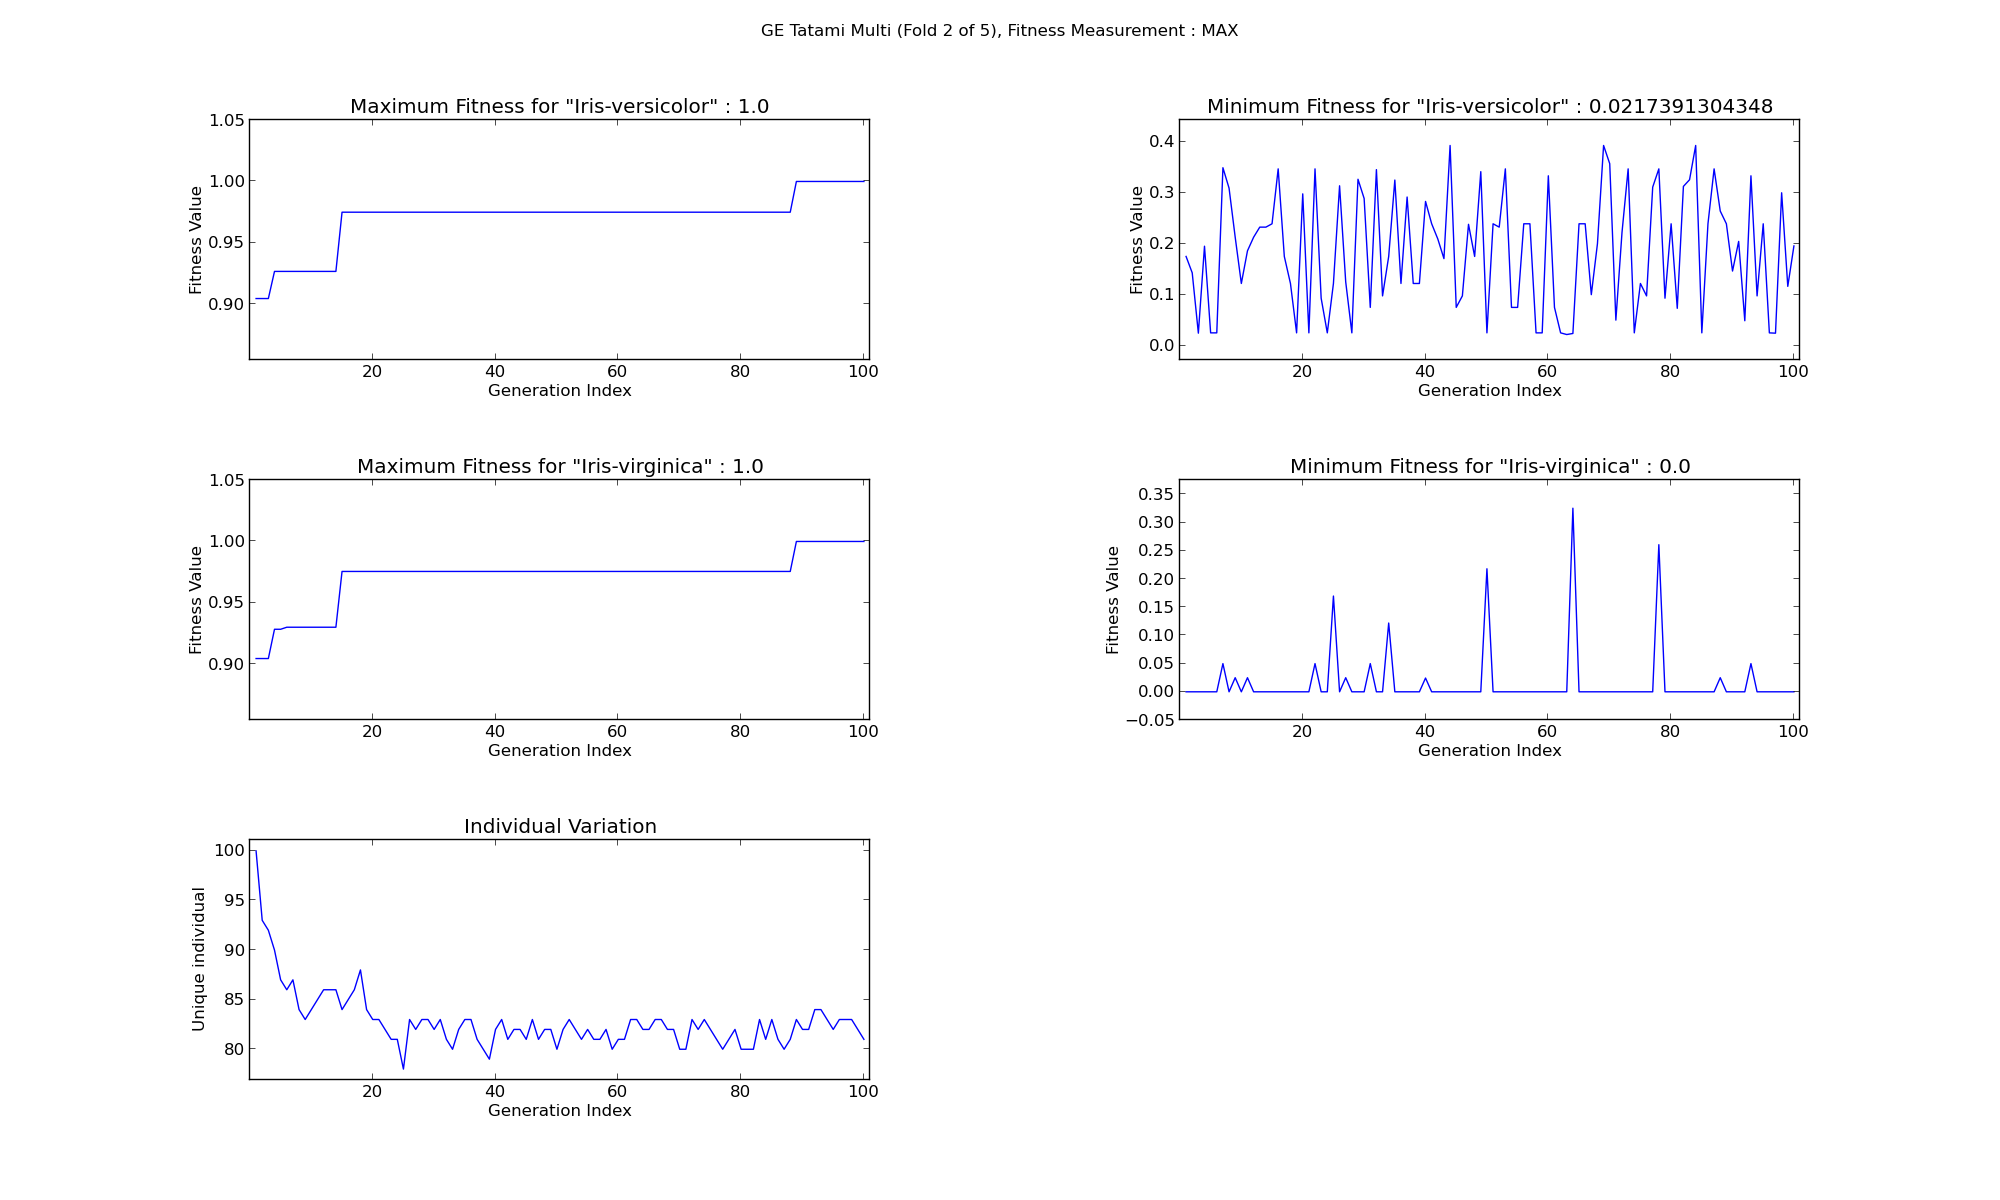 GE Tatami Multi (Fold 2 of 5), Fitness Measurement : MAX
Maximum Fitness for "Iris-versicolor" : 1.0
1.05
1.00
0.95
0.90
Fitness Value
20 40 60 80 100
Generation Index
Minimum Fitness for "Iris-versicolor" : 0.0217391304348
0.4
0.3
0.2
0.1
0.0
Fitness Value
20 40 60 80 100
Generation Index
Maximum Fitness for "Iris-virginica" : 1.0
1.05
1.00
0.95
0.90
Fitness Value
20 40 60 80 100
Generation Index
Minimum Fitness for "Iris-virginica" : 0.0
0.35
0.30
0.25
0.20
0.15
0.10
0.05
0.00
−0.05
Fitness Value
20 40 60 80 100
Generation Index
Individual Variation
100
95
90
85
80
Unique individual
20 40 60 80 100
Generation Index